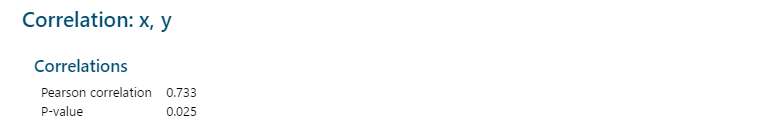 Correlation: x, y
Correlations
Pearson correlation 0.733
P-value 0.025